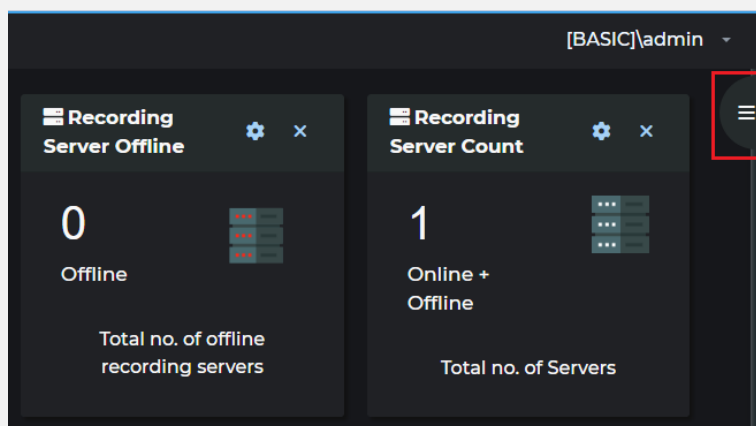 [BASIC]\admin
Recording
Server Offline
Recording
Server Count
0
Offline
Total no. of offline
recording servers
1
Online +
Offline
Total no. of Servers